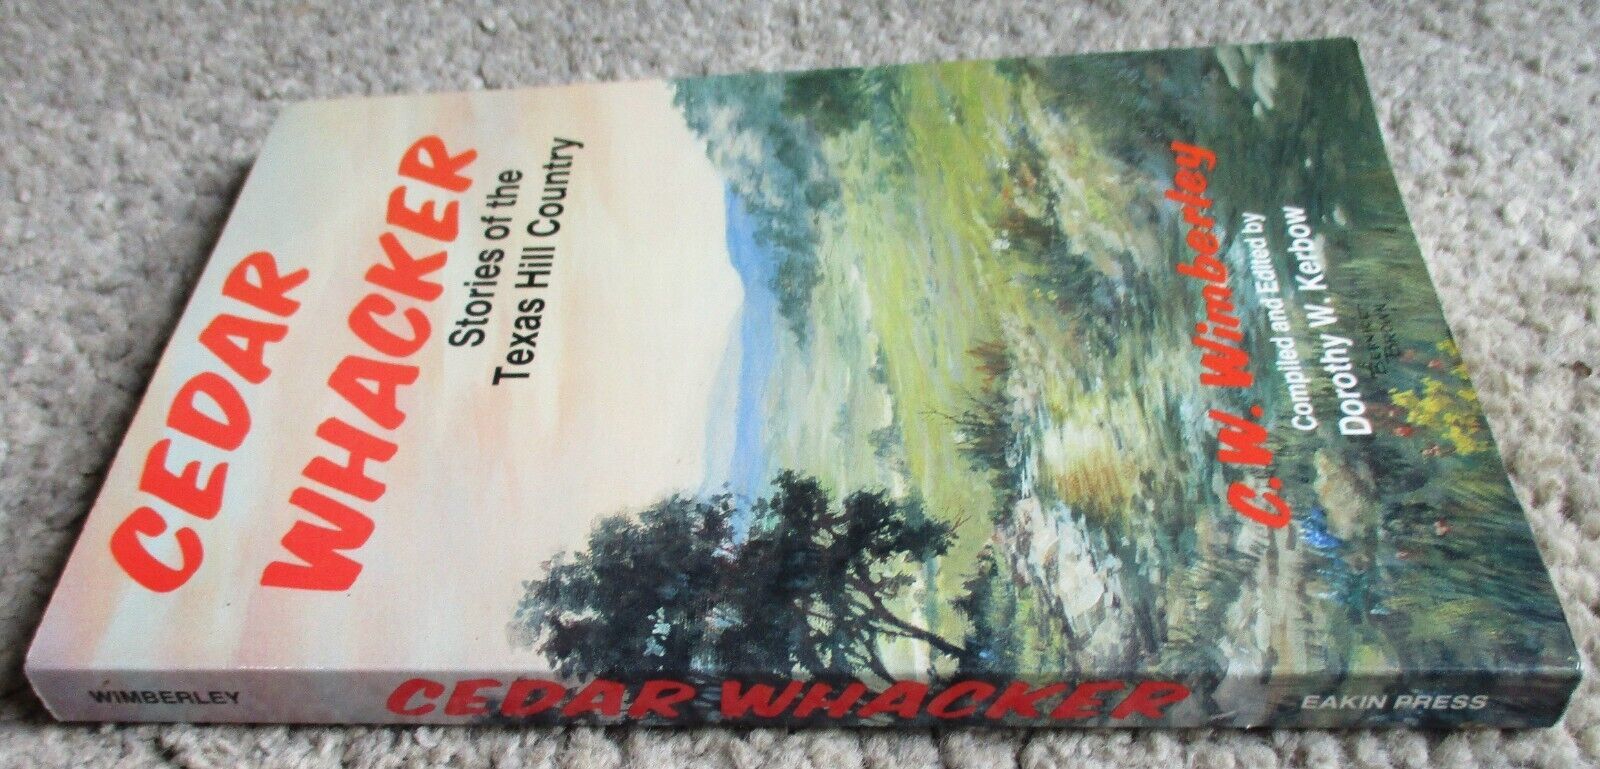 CEDAR
WHACKER
Stories of the
Texas Hill Country
C. W. Wimberley
Compiled and Edited by
Dorothy W. Kerbow
BROWN
WIMBERLEY
CEDAR WHACKER
EAKIN PRESS